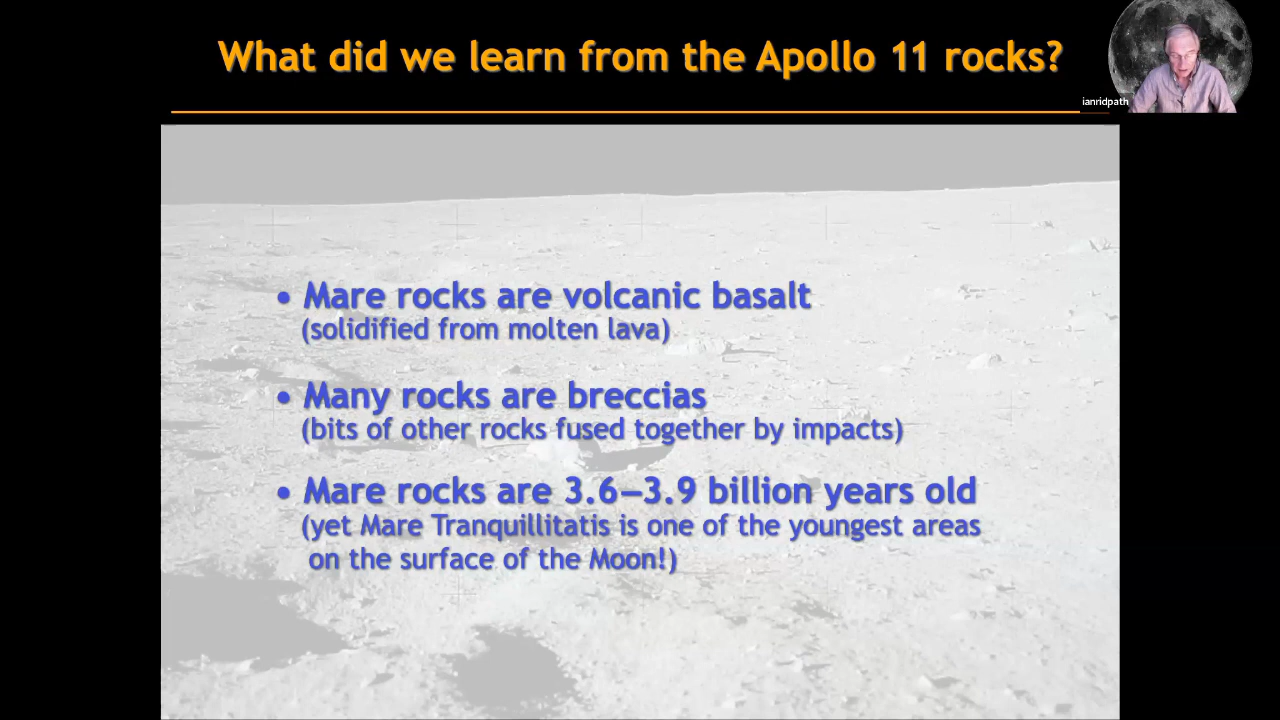 What did we learn from the Apollo 11 rocks?
ianridpath
• Mare rocks are volcanic basalt
(solidified from molten lava)
• Many rocks are breccias
(bits of other rocks fused together by impacts)
• Mare rocks are 3.6–3.9 billion years old
(yet Mare Tranquillitatis is one of the youngest areas
on the surface of the Moon!)